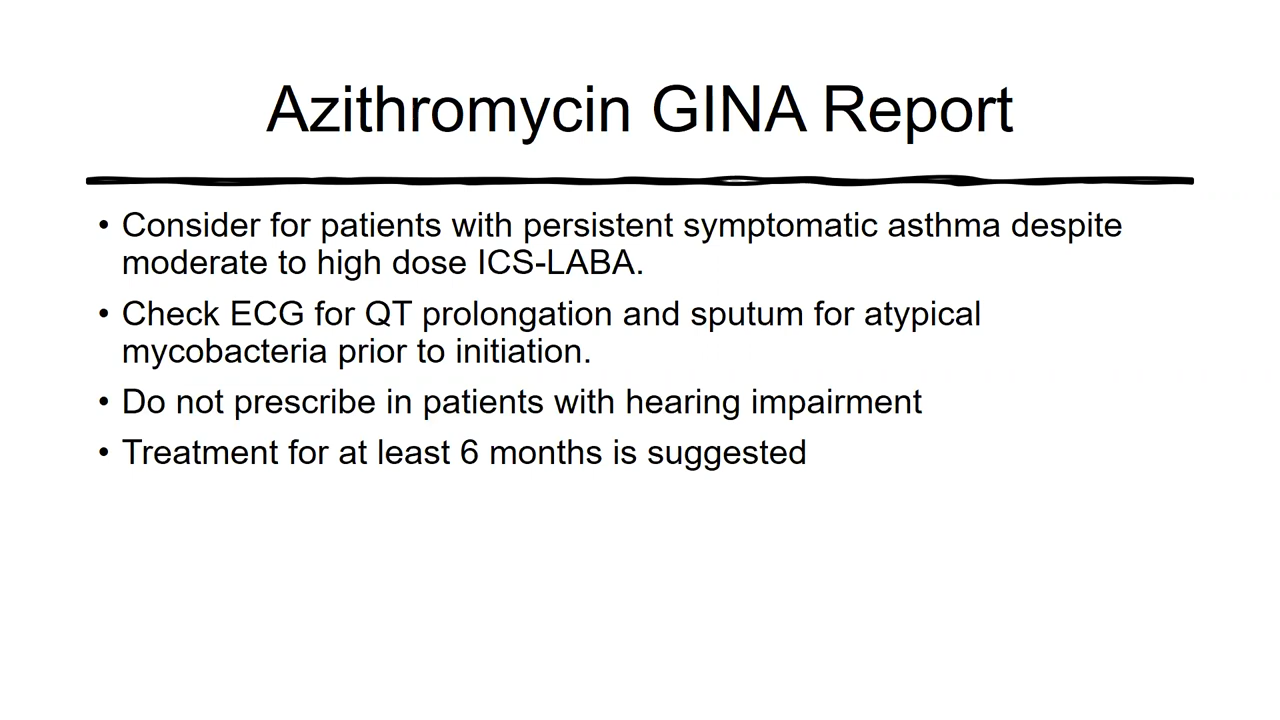 Azithromycin GINA Report
• Consider for patients with persistent symptomatic asthma despite
moderate to high dose ICS-LABA.
• Check ECG for QT prolongation and sputum for atypical
mycobacteria prior to initiation.
• Do not prescribe in patients with hearing impairment
• Treatment for at least 6 months is suggested